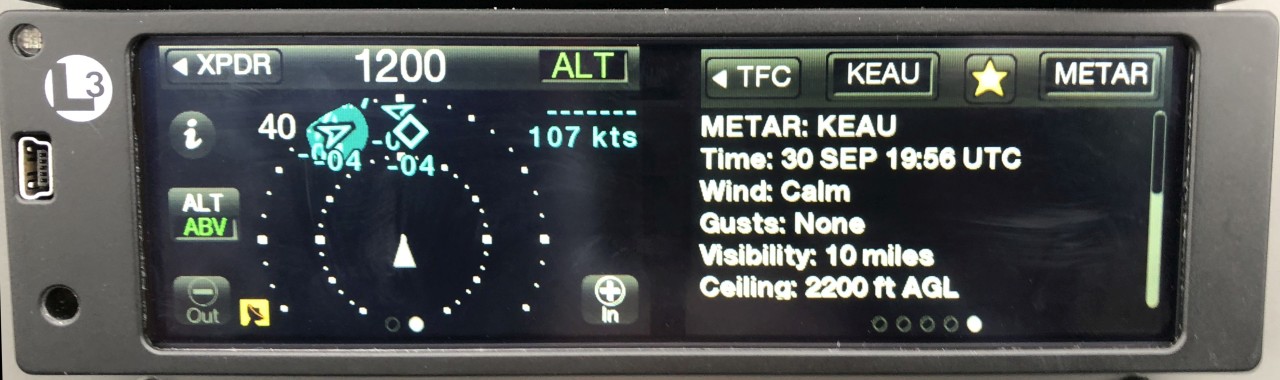 L3
XPDR
1200
ALT
i
40
-04
-04
107 kts
ALT
ABV
Out
In
TFC
KEAU
METAR
METAR: KEAU
Time: 30 SEP 19:56 UTC
Wind: Calm
Gusts: None
Visibility: 10 miles
Ceiling: 2200 ft AGL